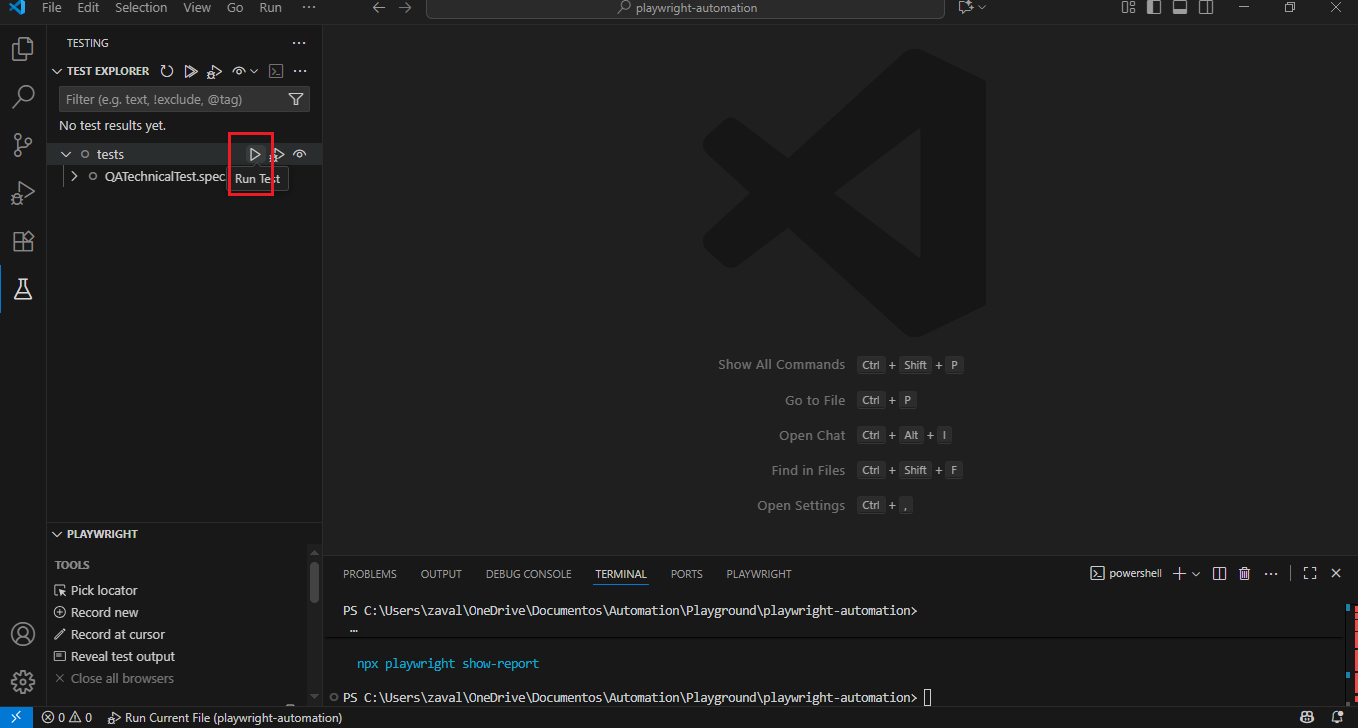 File Edit Selection View Go Run ···
playwright-automation
TESTING
TEST EXPLORER
Filter (e.g. text, !exclude, @tag)
No test results yet.
tests
QATechnicalTest.spec
Run Test
Show All Commands Ctrl + Shift + P
Go to File Ctrl + P
Open Chat Ctrl + Alt + I
Find in Files Ctrl + Shift + F
Open Settings Ctrl + ,
PLAYWRIGHT
TOOLS
Pick locator
Record new
Record at cursor
Reveal test output
Close all browsers
PROBLEMS OUTPUT DEBUG CONSOLE TERMINAL PORTS PLAYWRIGHT
powershell
PS C:\Users\zaval\OneDrive\Documentos\Automation\Playground\playwright-automation>
…
npx playwright show-report
PS C:\Users\zaval\OneDrive\Documentos\Automation\Playground\playwright-automation>
0 0 Run Current File (playwright-automation)